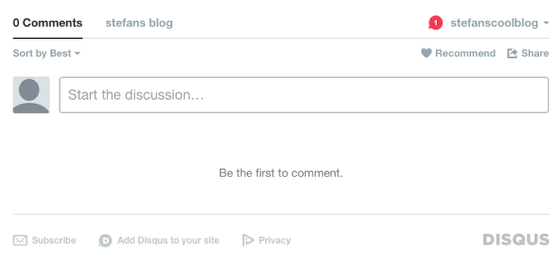 0 Comments stefans blog 1 stefanscoolblog
Sort by Best Recommend Share
Start the discussion...
Be the first to comment.
Subscribe D Add Disqus to your site Privacy DISQUS